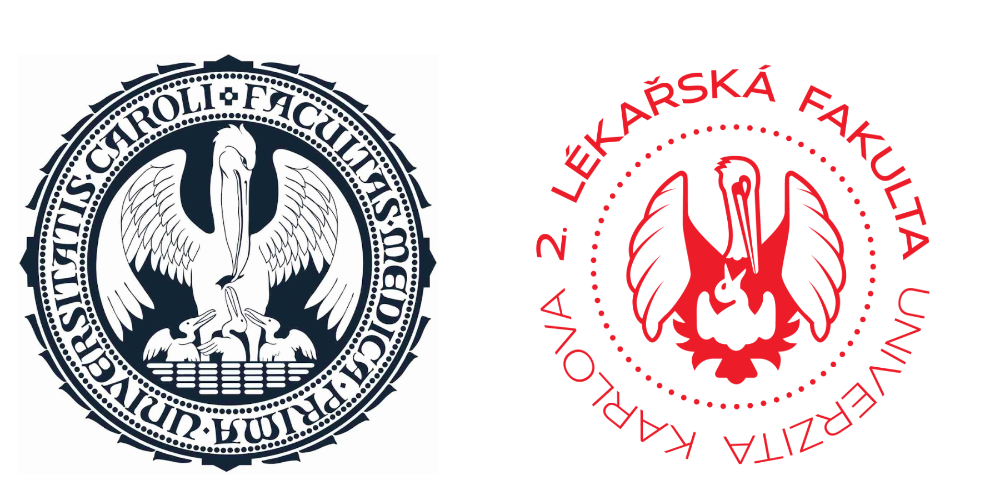 FACULTAS · MEDICA · PRIMA · UNIVERSITATIS · CAROLI
2. LÉKAŘSKÁ FAKULTA
UNIVERZITA KARLOVA